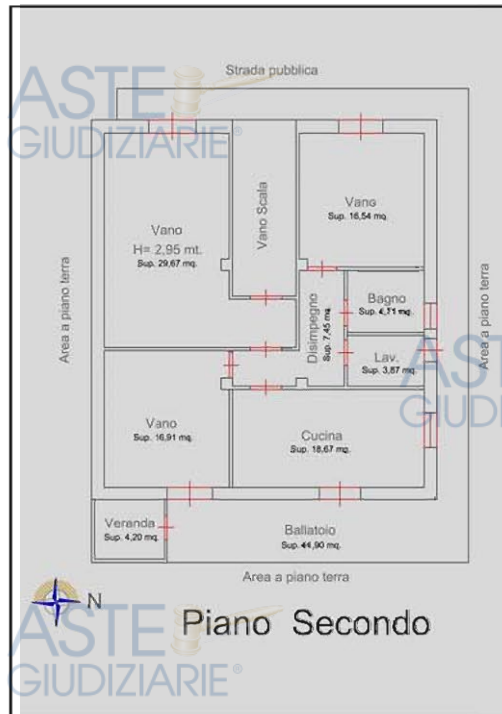 Strada pubblica
ASTE
GIUDIZIARIE®
Vano
H= 2,95 mt.
Sup. 29,67 mq.
Vano Scala
Vano
Sup. 16,54 mq.
Area a piano terra
Disimpegno
Sup. 7,45 mq.
Bagno
Sup. 4,71 mq.
Lav.
Sup. 3,87 mq.
Area a piano terra
ASTE
GIUDIZ
Vano
Sup. 16,91 mq.
Cucina
Sup. 18,67 mq.
Veranda
Sup. 4,20 mq.
Ballatoio
Sup. 44,90 mq.
Area a piano terra
N
Piano Secondo
ASTE
GIUDIZIARIE®